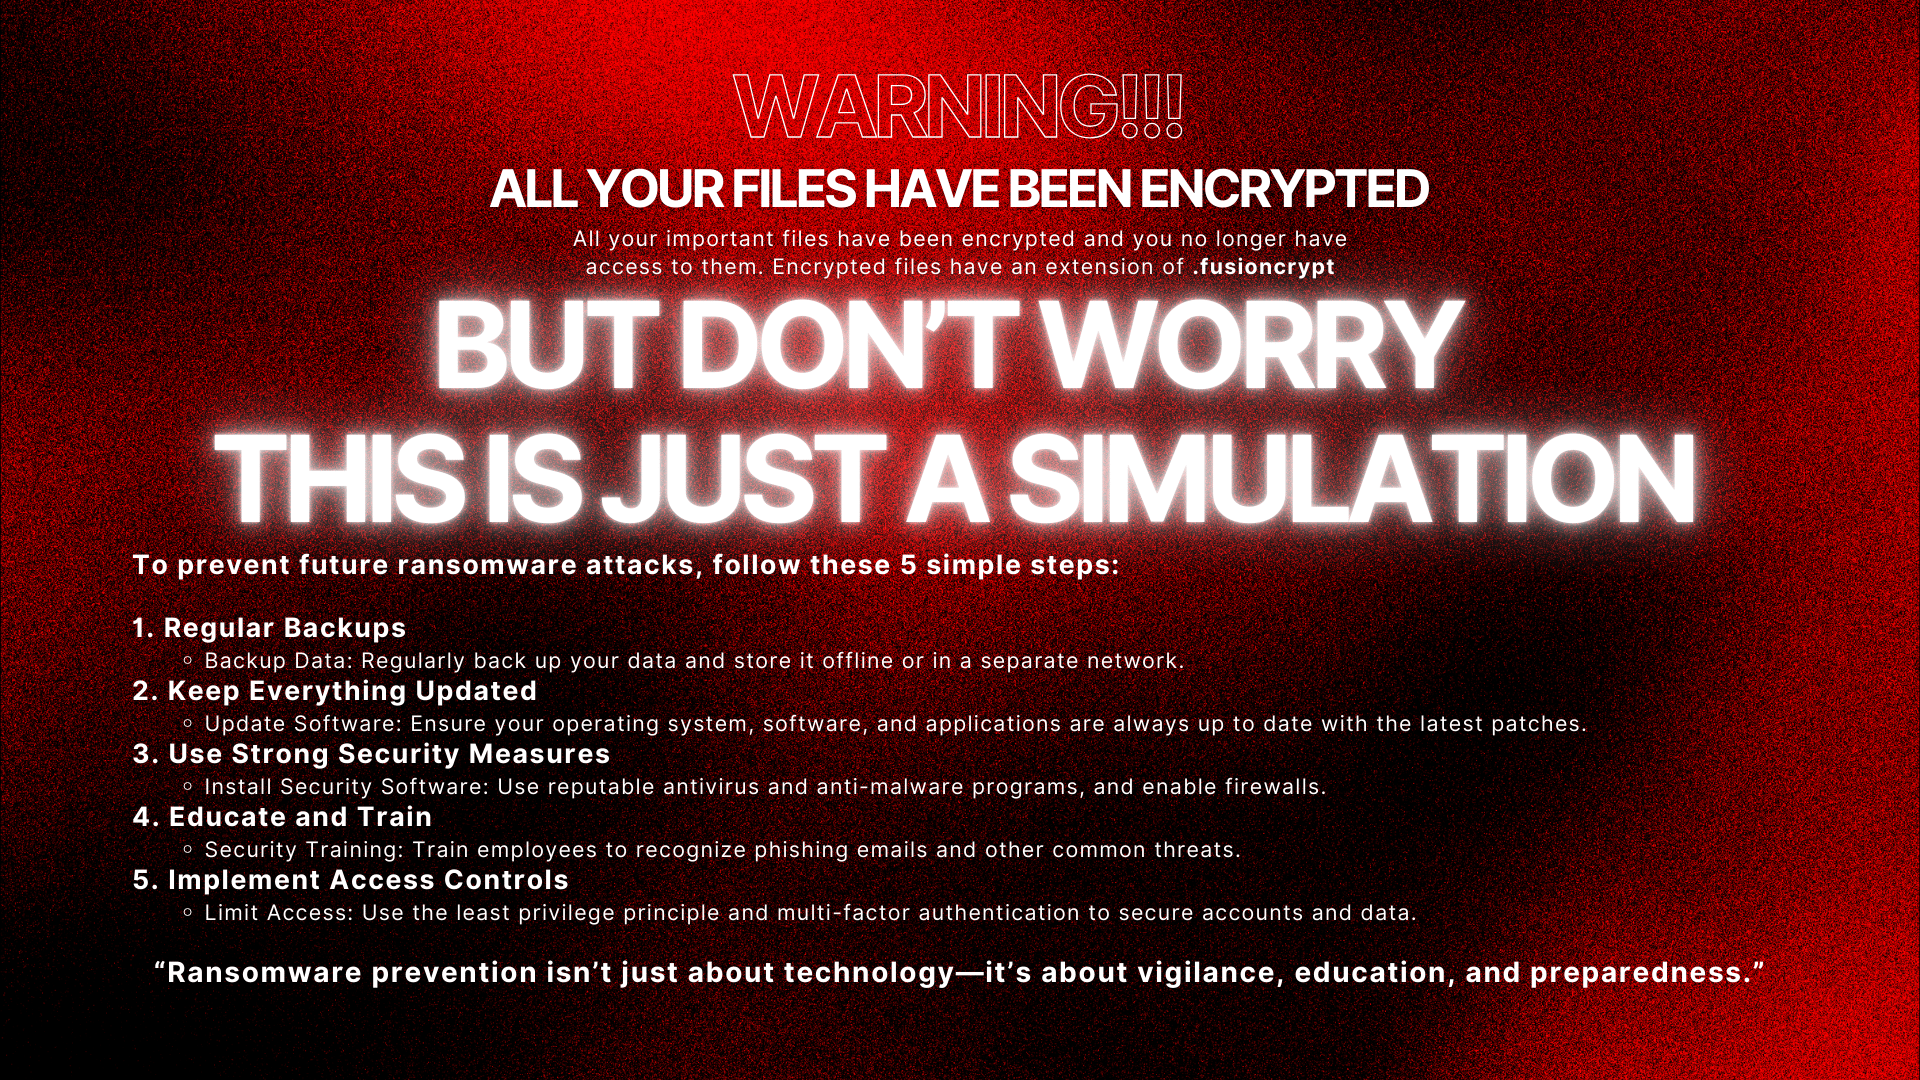 WARNING!!!
ALL YOUR FILES HAVE BEEN ENCRYPTED
All your important files have been encrypted and you no longer have
access to them. Encrypted files have an extension of .fusioncrypt
BUT DON’T WORRY
THIS IS JUST A SIMULATION
To prevent future ransomware attacks, follow these 5 simple steps:
1. Regular Backups
◦ Backup Data: Regularly back up your data and store it offline or in a separate network.
2. Keep Everything Updated
◦ Update Software: Ensure your operating system, software, and applications are always up to date with the latest patches.
3. Use Strong Security Measures
◦ Install Security Software: Use reputable antivirus and anti-malware programs, and enable firewalls.
4. Educate and Train
◦ Security Training: Train employees to recognize phishing emails and other common threats.
5. Implement Access Controls
◦ Limit Access: Use the least privilege principle and multi-factor authentication to secure accounts and data.
“Ransomware prevention isn’t just about technology—it’s about vigilance, education, and preparedness.”